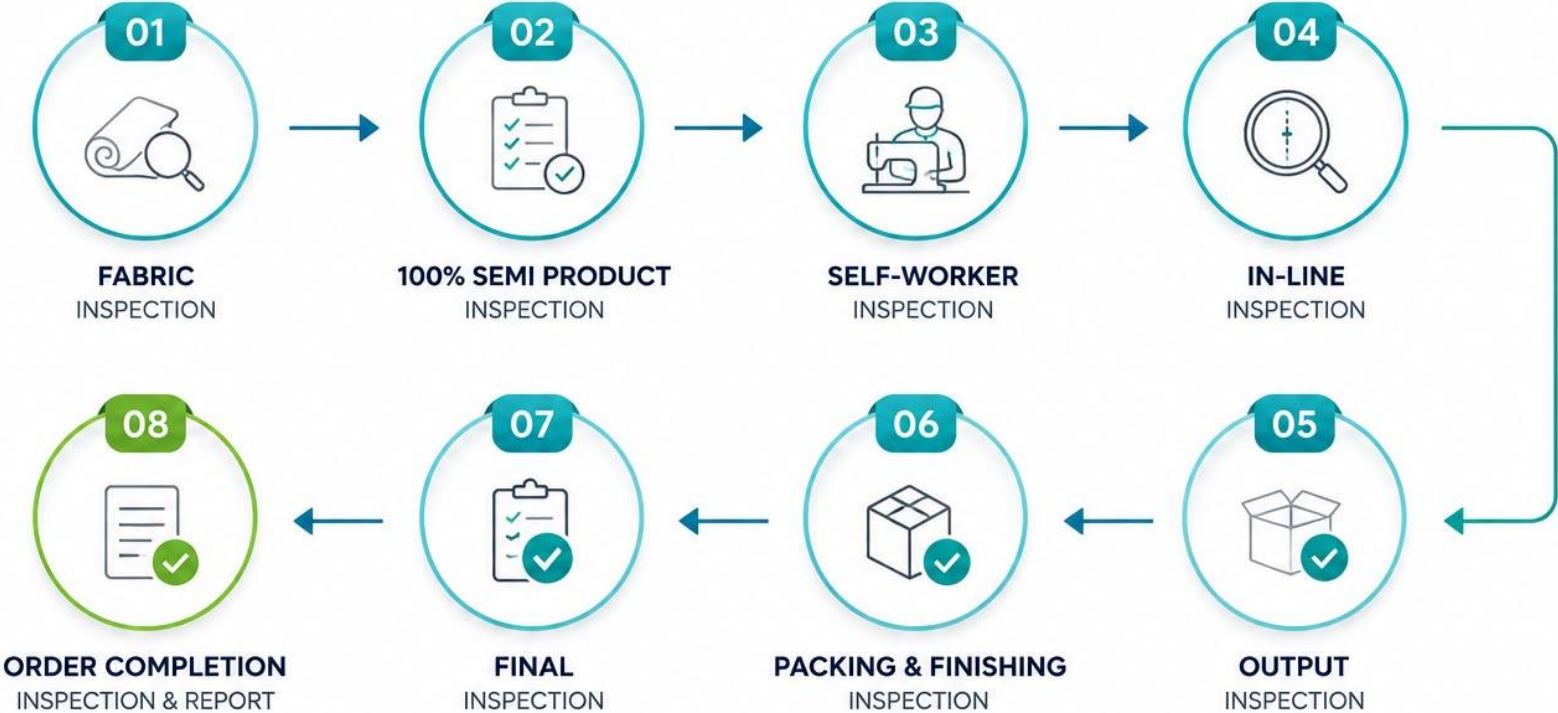 01
FABRIC
INSPECTION
02
100% SEMI PRODUCT
INSPECTION
03
SELF-WORKER
INSPECTION
04
IN-LINE
INSPECTION
05
OUTPUT
INSPECTION
06
PACKING & FINISHING
INSPECTION
07
FINAL
INSPECTION
08
ORDER COMPLETION
INSPECTION & REPORT